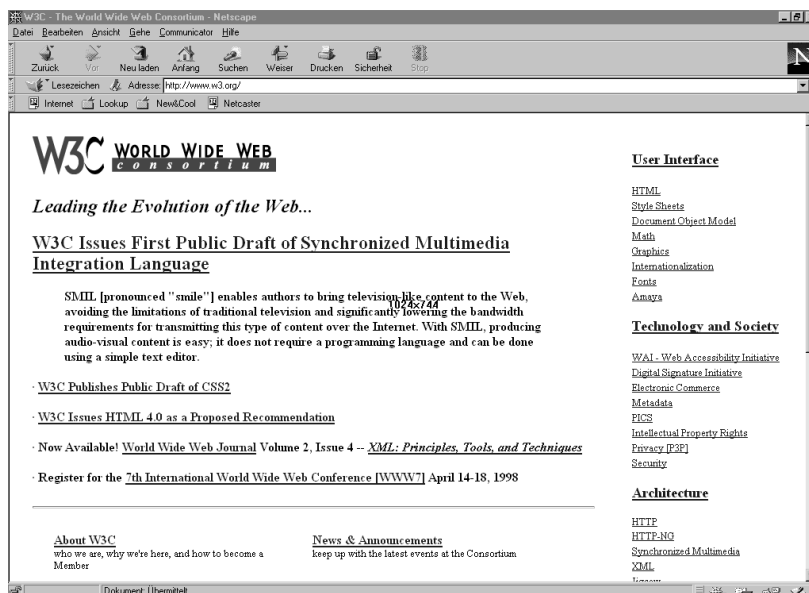 W3C - The World Wide Web Consortium - Netscape
Datei Bearbeiten Ansicht Gehe Communicator Hilfe
Zurück Vor Neu laden Anfang Suchen Weiser Drucken Sicherheit Stop
Lesezeichen Adresse: http://www.w3.org/
N
Internet Lookup New&Cool Netcaster
W3C WORLD WIDE WEB
consortium
Leading the Evolution of the Web...
W3C Issues First Public Draft of Synchronized Multimedia
Integration Language
SMIL [pronounced "smile"] enables authors to bring television-like content to the Web,
1024x744
avoiding the limitations of traditional television and significantly lowering the bandwidth
requirements for transmitting this type of content over the Internet. With SMIL, producing
audio-visual content is easy; it does not require a programming language and can be done
using a simple text editor.
· W3C Publishes Public Draft of CSS2
· W3C Issues HTML 4.0 as a Proposed Recommendation
· Now Available! World Wide Web Journal Volume 2, Issue 4 -- XML: Principles, Tools, and Techniques
· Register for the 7th International World Wide Web Conference [WWW7] April 14-18, 1998
About W3C
who we are, why we're here, and how to become a
Member
News & Announcements
keep up with the latest events at the Consortium
User Interface
HTML
Style Sheets
Document Object Model
Math
Graphics
Internationalization
Fonts
Amaya
Technology and Society
WAI - Web Accessibility Initiative
Digital Signature Initiative
Electronic Commerce
Metadata
PICS
Intellectual Property Rights
Privacy [P3P]
Security
Architecture
HTTP
HTTP-NG
Synchronized Multimedia
XML
Jigsaw
Dokument: Übermittelt